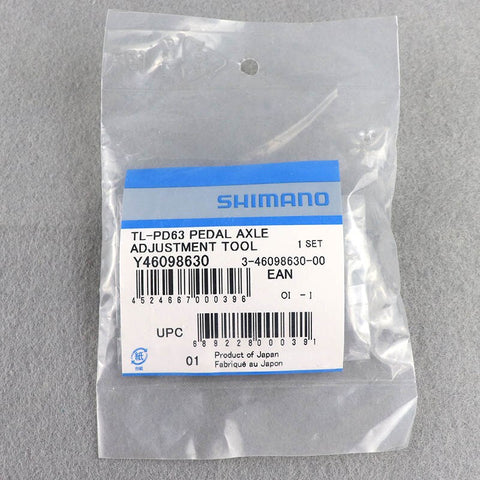 SHIMANO
TL-PD63 PEDAL AXLE
ADJUSTMENT TOOL 1 SET
Y46098630 3-46098630-00
EAN
4524667000396 OI -I
UPC
689228000391
紙
01 Product of Japan
Fabriqué au Japon